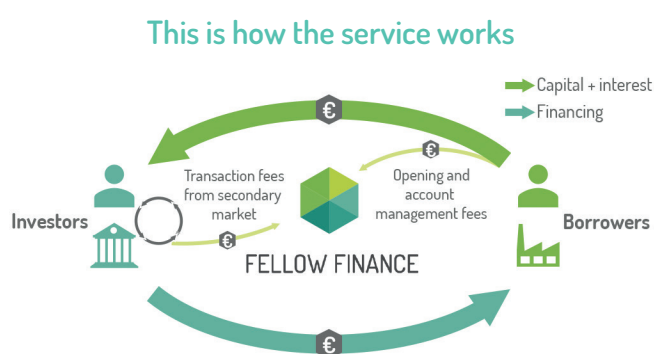 This is how the service works
Capital + interest
Financing
€
€
Transaction fees
from secondary
market
Opening and
account
management fees
Investors
Borrowers
€
FELLOW FINANCE
€